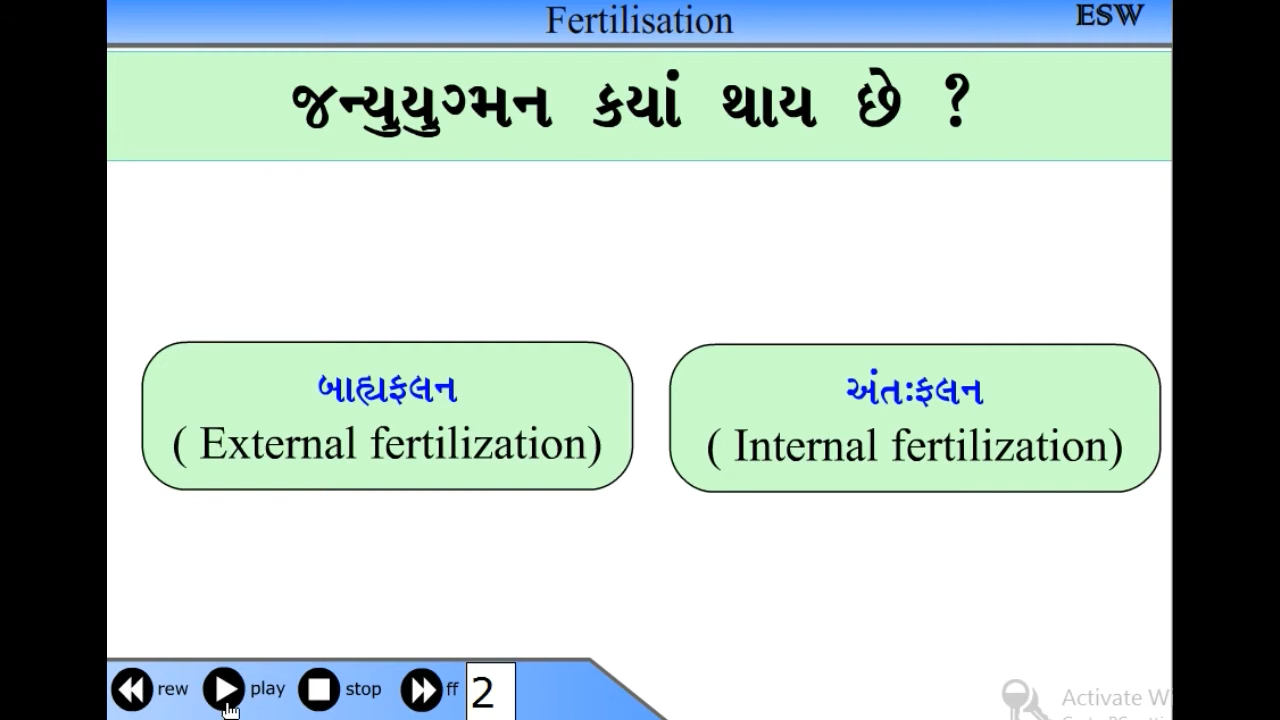 Fertilisation
ESW
જન્યુયુગ્મન કયાં થાય છે ?
બાહ્યફલન
( External fertilization)
અંતઃફલન
( Internal fertilization)
rew play stop ff 2
Activate W